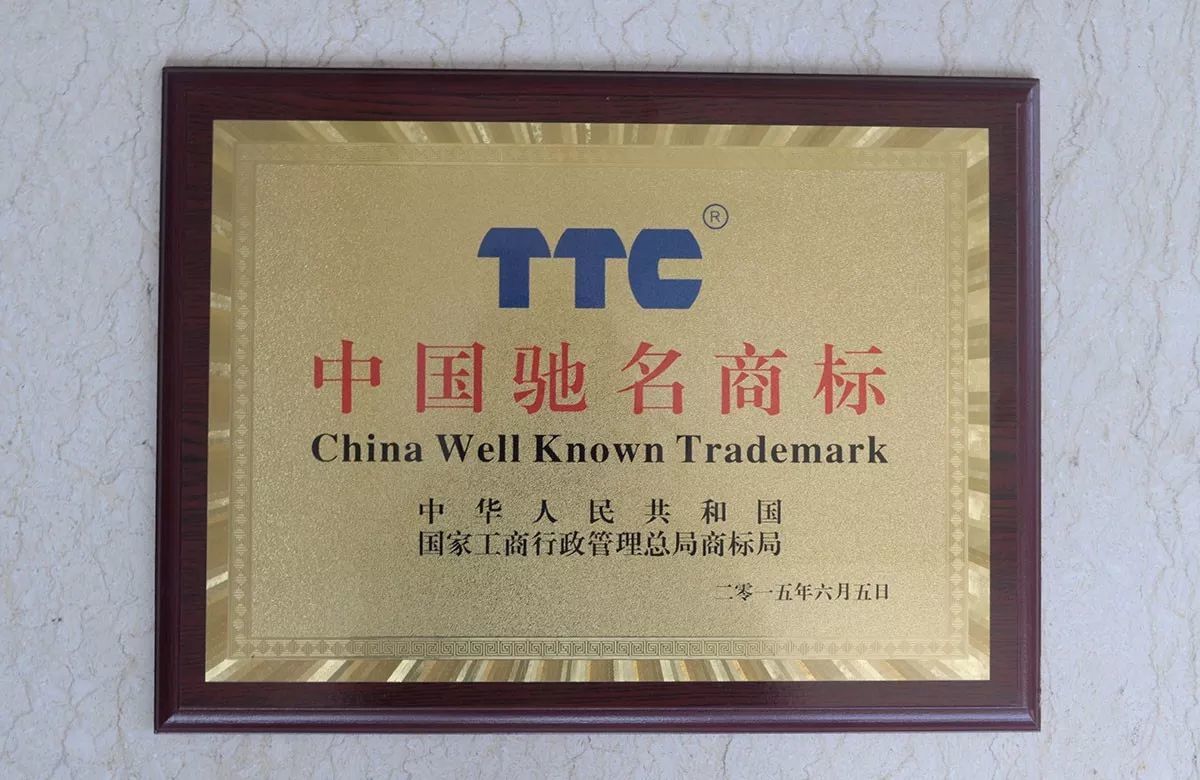 TTC®
中国驰名商标
China Well Known Trademark
中华人民共和国
国家工商行政管理总局商标局
二零一五年六月五日